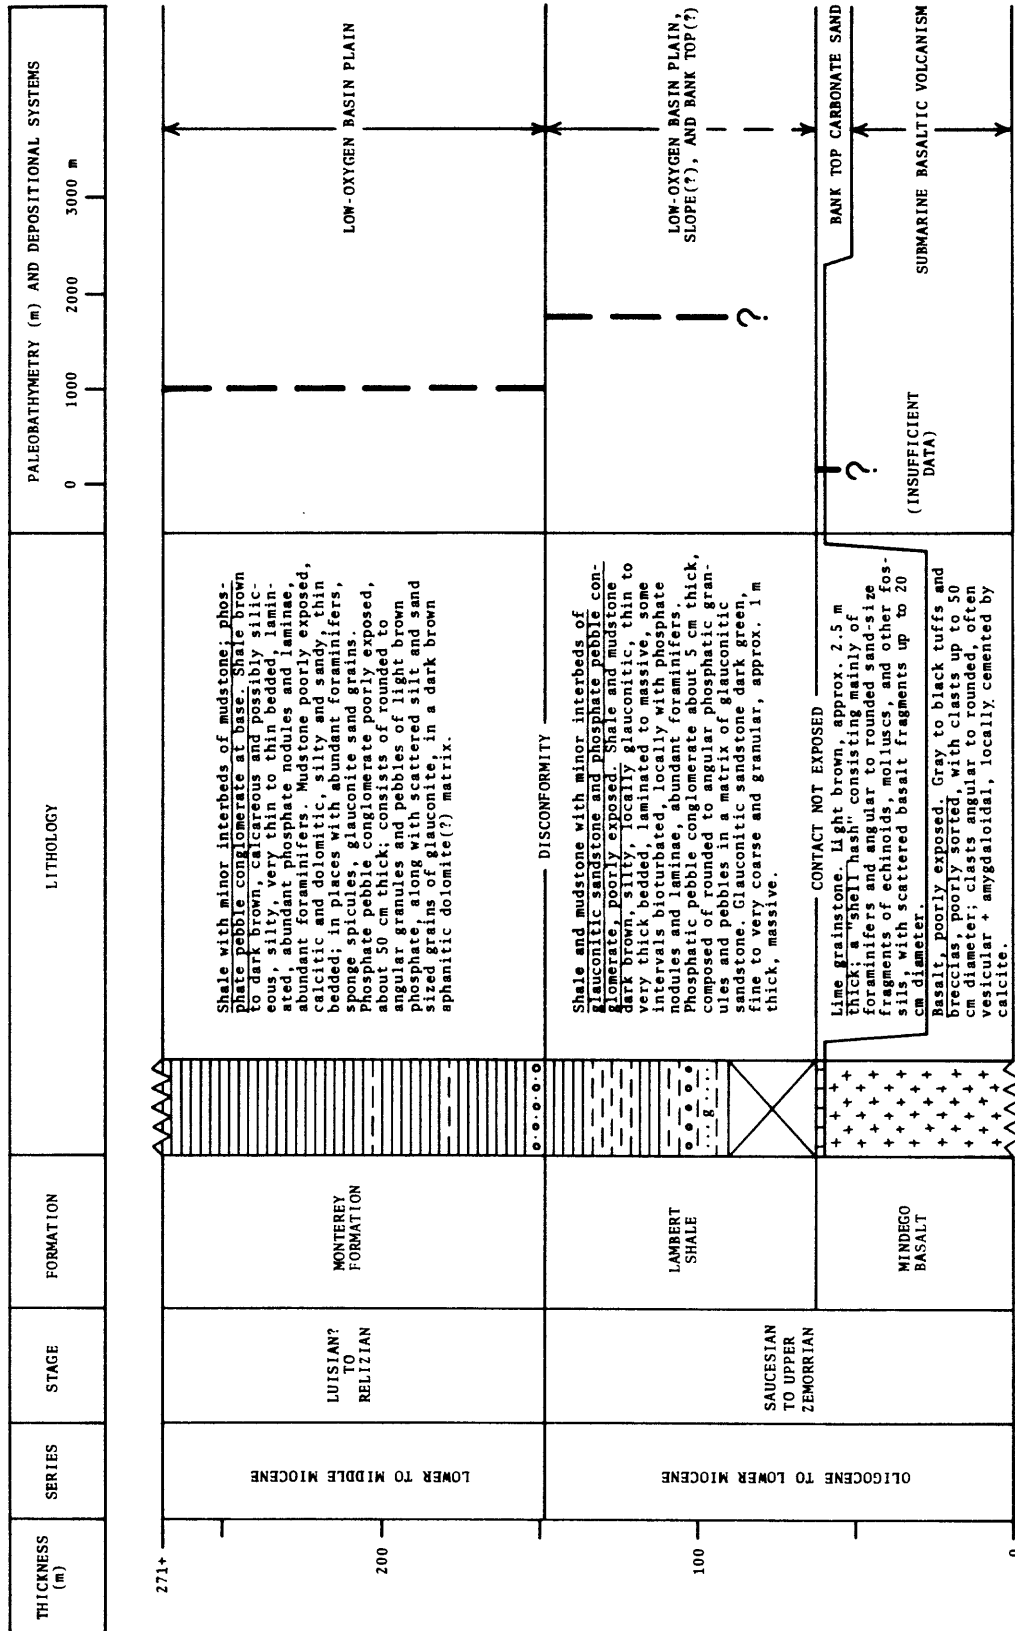 THICKNESS
(m)
SERIES
STAGE
FORMATION
LITHOLOGY
PALEOBATHYMETRY (m) AND DEPOSITIONAL SYSTEMS
0
1000
2000
3000 m
271+
200
100
0
LOWER TO MIDDLE MIOCENE
LUISIAN?
TO
RELIZIAN
MONTEREY
FORMATION
Shale with minor interbeds of mudstone; phos-
phate pebble conglomerate at base. Shale brown
to dark brown, calcareous and possibly silic-
eous, silty, very thin to thin bedded, lamin-
ated, abundant phosphate nodules and laminae,
abundant foraminifers. Mudstone poorly exposed,
calcitic and dolomitic, silty and sandy, thin
bedded; in places with abundant foraminifers,
sponge spicules, glauconite sand grains.
Phosphate pebble conglomerate poorly exposed,
about 50 cm thick; consists of rounded to
angular granules and pebbles of light brown
phosphate, along with scattered silt and sand
sized grains of glauconite, in a dark brown
aphanitic dolomite(?) matrix.
LOW-OXYGEN BASIN PLAIN
DISCONFORMITY
OLIGOCENE TO LOWER MIOCENE
SAUCESIAN
TO UPPER
ZEMORRIAN
LAMBERT
SHALE
g
Shale and mudstone with minor interbeds of
glauconitic sandstone and phosphate pebble con-
glomerate, poorly exposed. Shale and mudstone
dark brown, silty, locally glauconitic, thin to
very thick bedded, laminated to massive, some
intervals bioturbated, locally with phosphate
nodules and laminae, abundant foraminifers.
Phosphatic pebble conglomerate about 5 cm thick,
composed of rounded to angular phosphatic gran-
ules and pebbles in a matrix of glauconitic
sandstone. Glauconitic sandstone dark green,
fine to very coarse and granular, approx. 1 m
thick, massive.
?
LOW-OXYGEN BASIN PLAIN,
SLOPE(?), AND BANK TOP(?)
CONTACT NOT EXPOSED
MINDEGO
BASALT
Lime grainstone. Light brown, approx. 2.5 m
thick; a "shell hash" consisting mainly of
foraminifers and angular to rounded sand-size
fragments of echinoids, molluscs, and other fos-
sils, with scattered basalt fragments up to 20
cm diameter.
Basalt, poorly exposed. Gray to black tuffs and
breccias, poorly sorted, with clasts up to 50
cm diameter; clasts angular to rounded, often
vesicular + amygdaloidal, locally cemented by
calcite.
?
(INSUFFICIENT
DATA)
BANK TOP CARBONATE SAND
SUBMARINE BASALTIC VOLCANISM